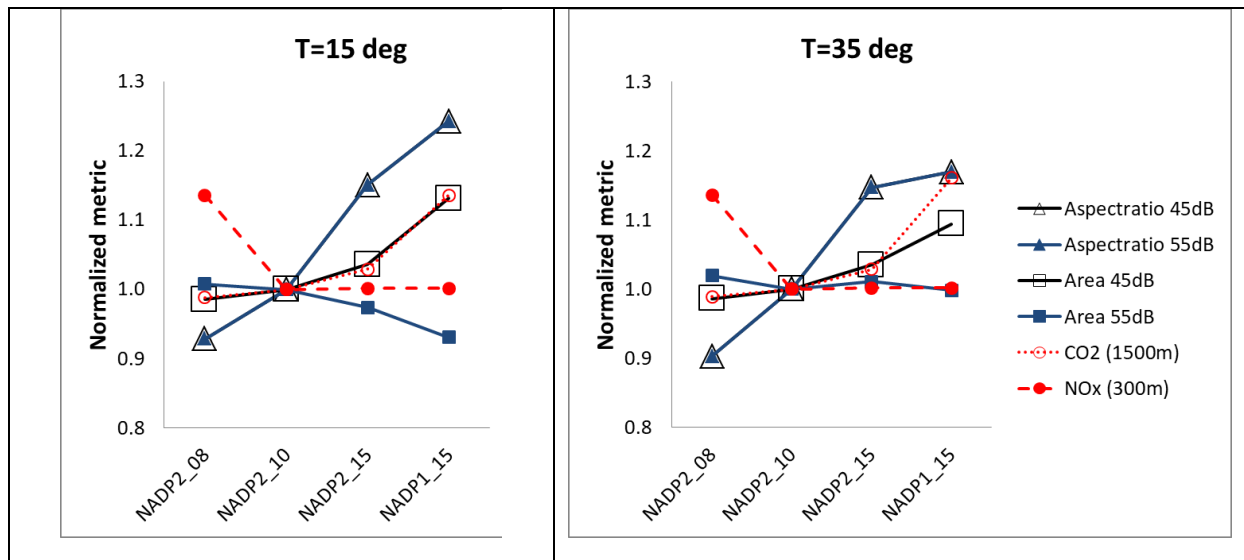 T=15 deg
Normalized metric
1.3
1.2
1.1
1.0
0.9
0.8
NADP2_08
NADP2_10
NADP2_15
NADP1_15
T=35 deg
Normalized metric
1.3
1.2
1.1
1.0
0.9
0.8
NADP2_08
NADP2_10
NADP2_15
NADP1_15
Aspectratio 45dB
Aspectratio 55dB
Area 45dB
Area 55dB
CO2 (1500m)
NOx (300m)